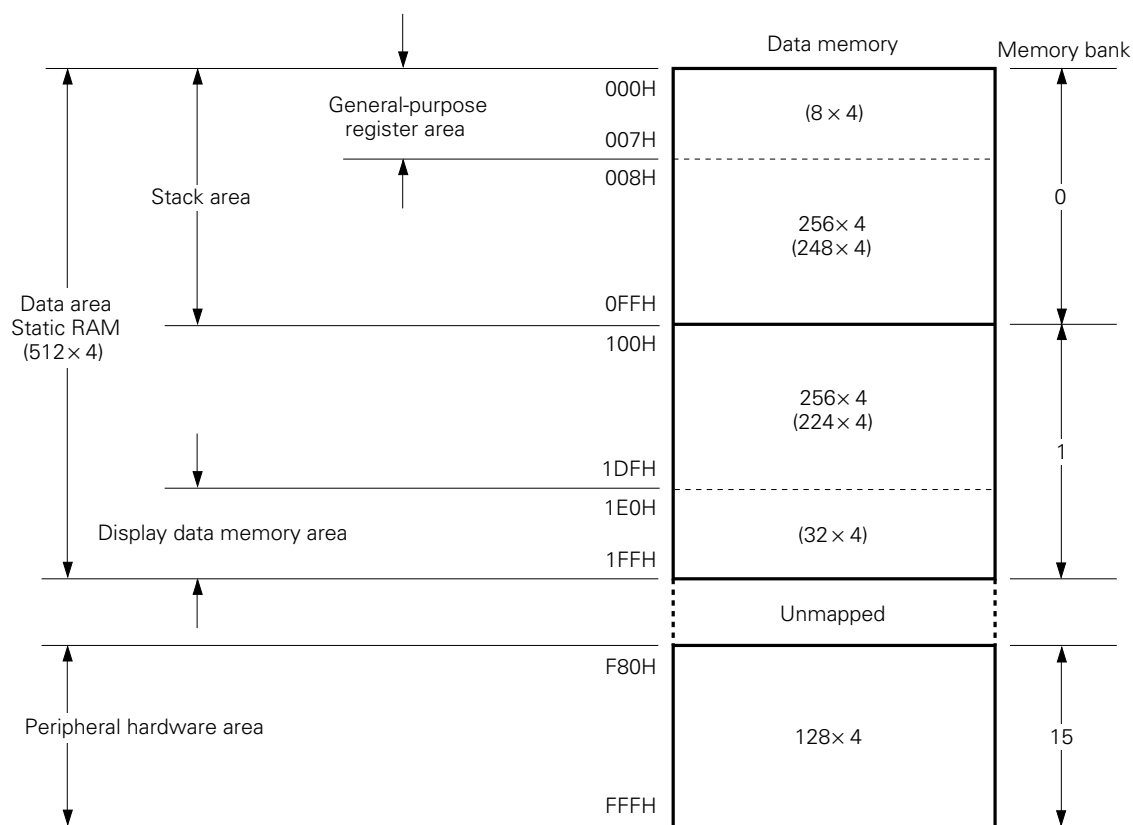 Data memory
Memory bank
000H
General-purpose
register area
(8 × 4)
007H
008H
Stack area
0
256× 4
(248× 4)
Data area
Static RAM
(512× 4)
0FFH
100H
256× 4
(224× 4)
1
1DFH
1E0H
Display data memory area
(32 × 4)
1FFH
Unmapped
F80H
Peripheral hardware area
128× 4
15
FFFH